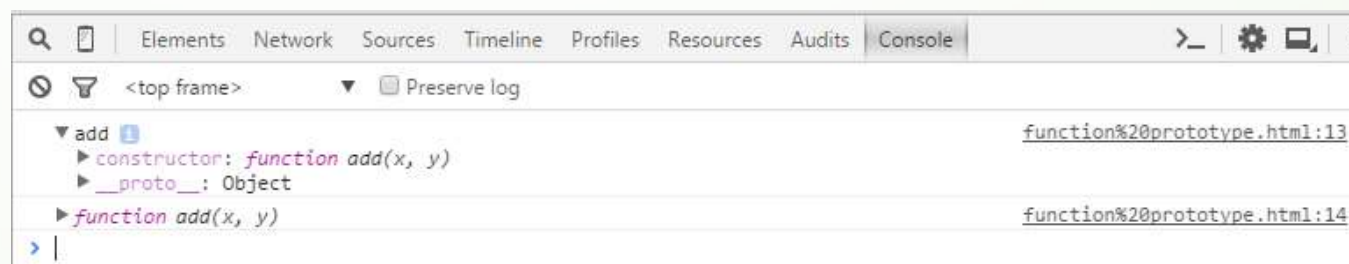 Elements Network Sources Timeline Profiles Resources Audits Console
<top frame> Preserve log
add i function%20prototype.html:13
constructor: function add(x, y)
__proto__: Object
function add(x, y) function%20prototype.html:14